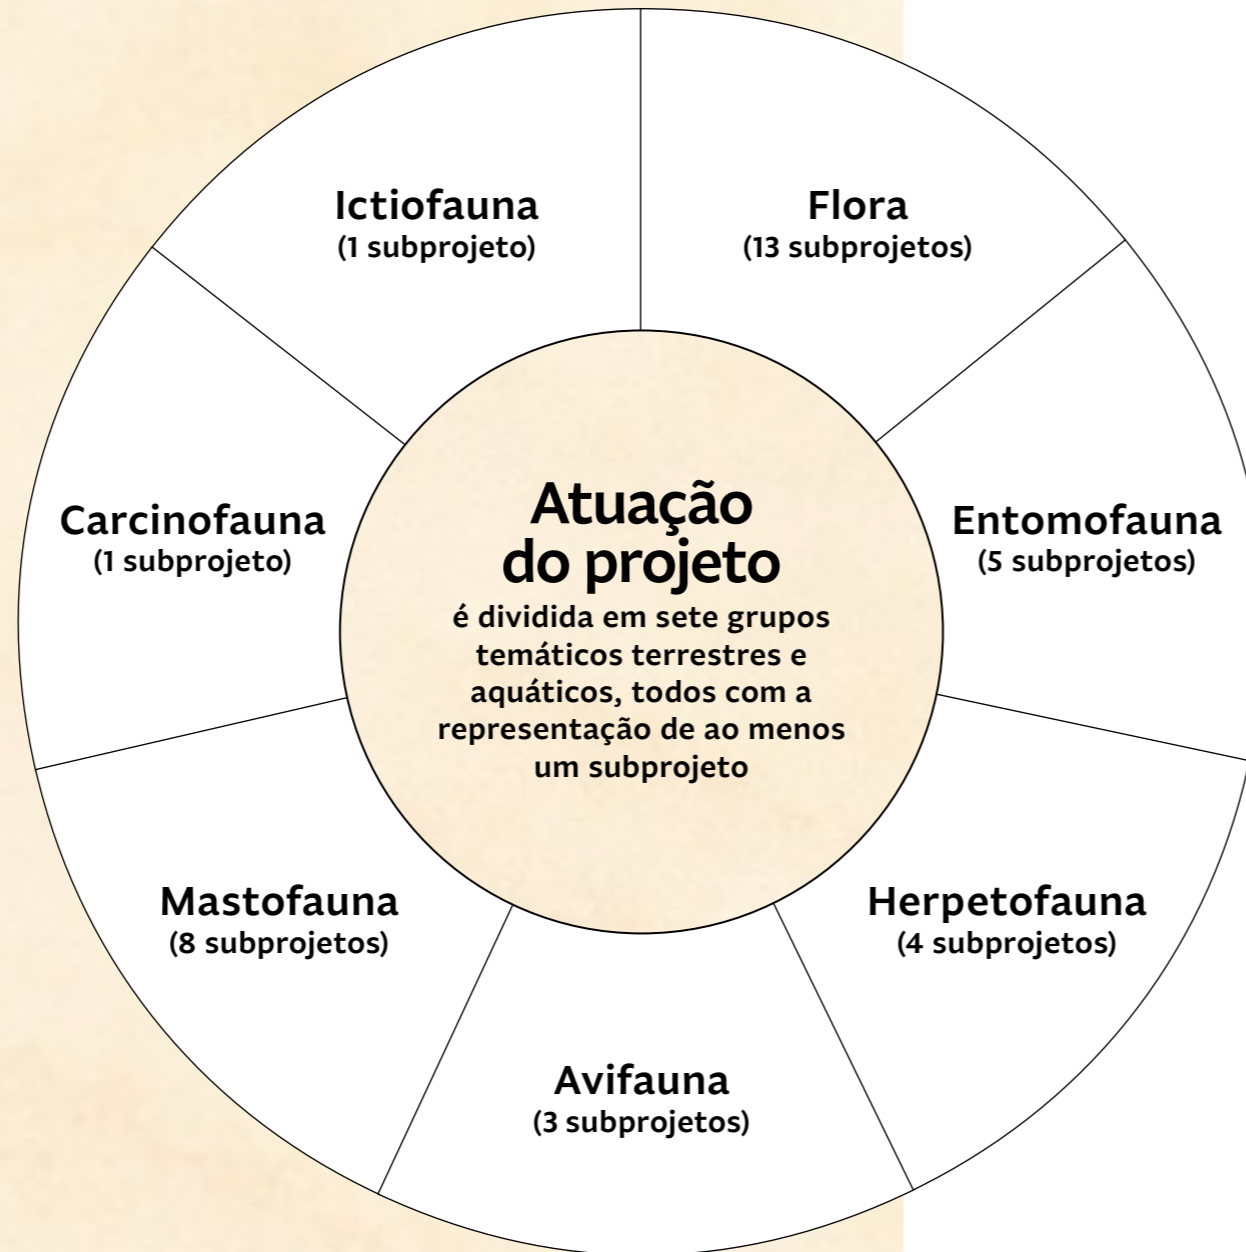 Ictiofauna
(1 subprojeto)
Flora
(13 subprojetos)
Carcinofauna
(1 subprojeto)
Atuação
do projeto
é dividida em sete grupos
temáticos terrestres e
aquáticos, todos com a
representação de ao menos
um subprojeto
Entomofauna
(5 subprojetos)
Mastofauna
(8 subprojetos)
Herpetofauna
(4 subprojetos)
Avifauna
(3 subprojetos)